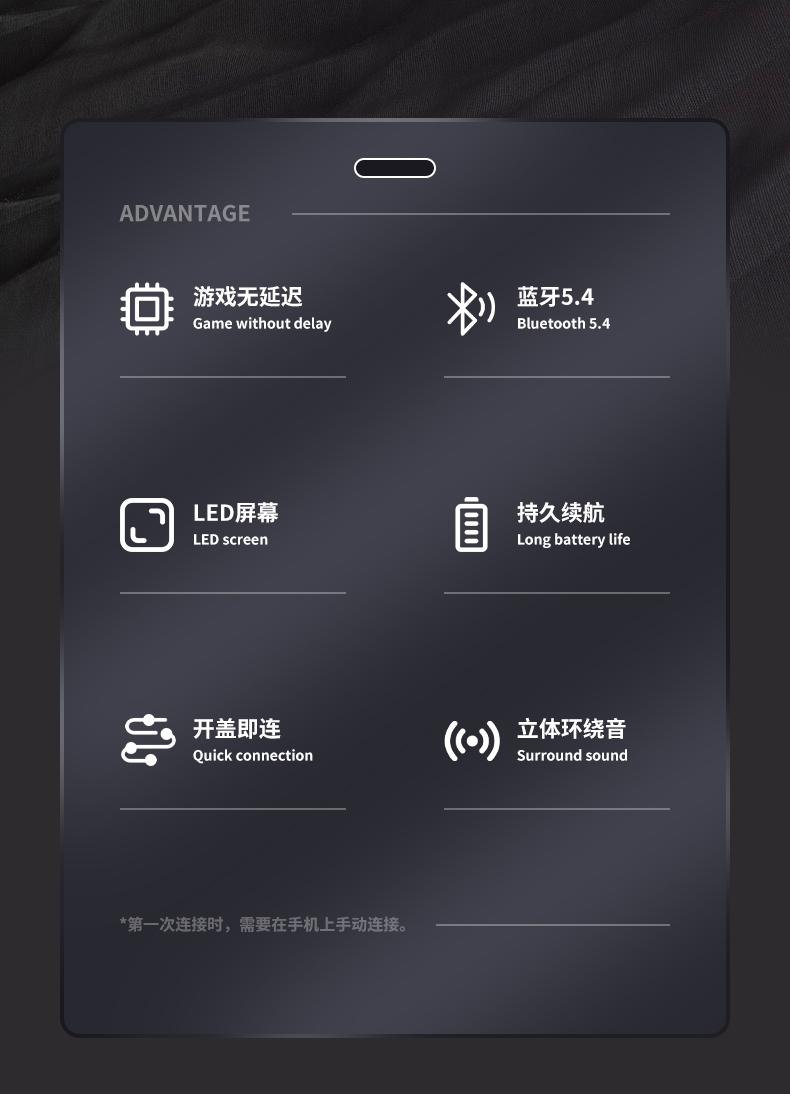 ADVANTAGE
游戏无延迟
Game without delay
蓝牙5.4
Bluetooth 5.4
LED屏幕
LED screen
持久续航
Long battery life
开盖即连
Quick connection
立体环绕音
Surround sound
*第一次连接时，需要在手机上手动连接。